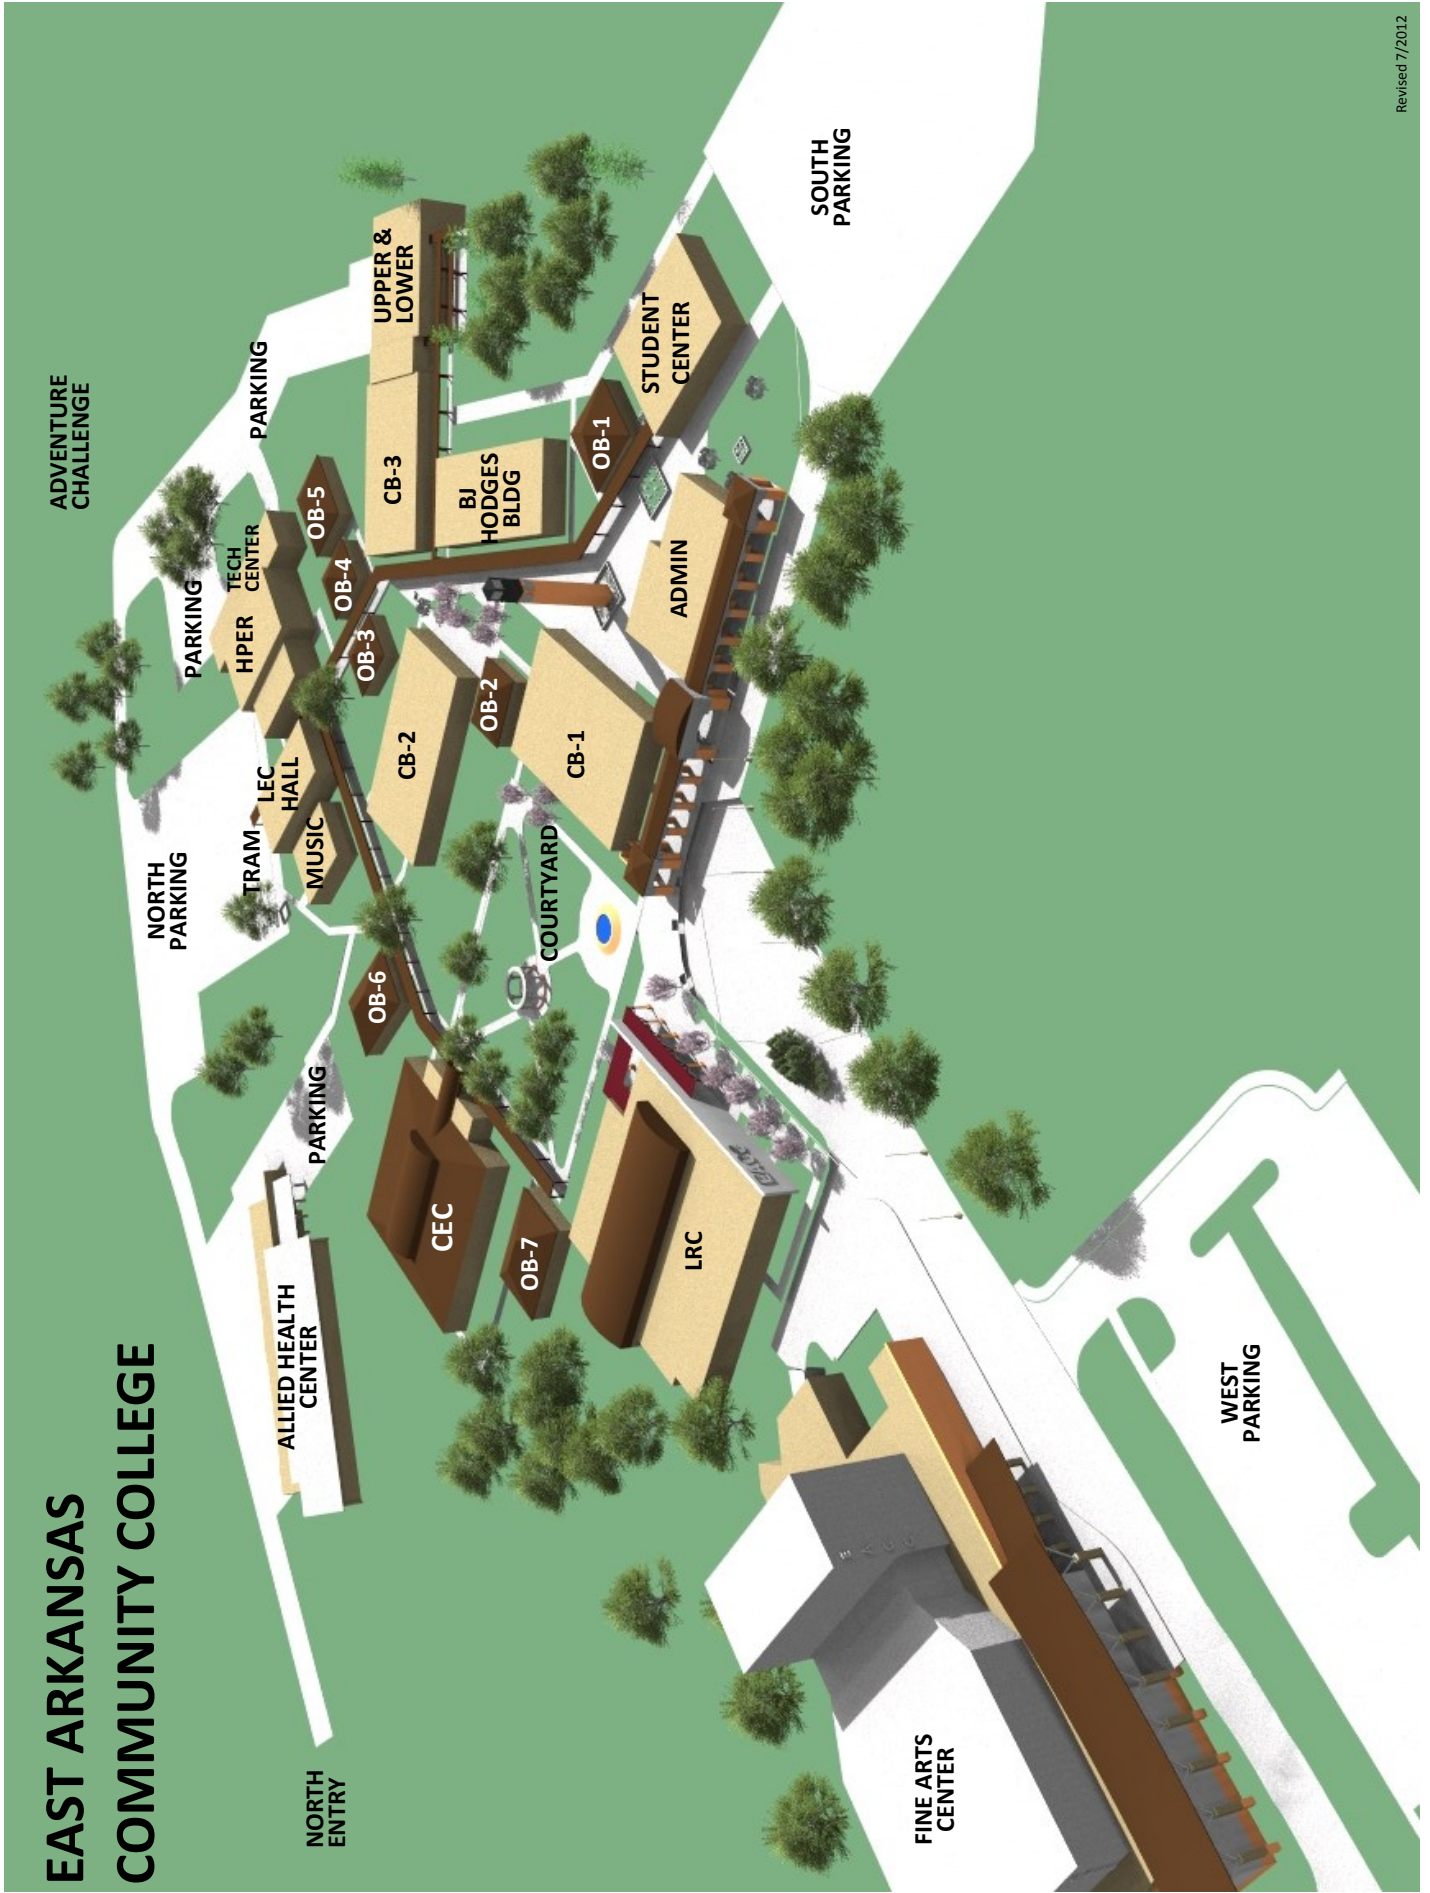 EAST ARKANSAS
COMMUNITY COLLEGE
ADVENTURE
CHALLENGE
NORTH
ENTRY
ALLIED HEALTH
CENTER
PARKING
NORTH
PARKING
TRAM
LEC
HALL
MUSIC
PARKING
HPER
TECH
CENTER
PARKING
OB-6
OB-3
OB-4
OB-5
UPPER &
LOWER
CB-3
CEC
CB-2
BJ
HODGES
BLDG
OB-7
OB-2
OB-1
COURTYARD
CB-1
STUDENT
CENTER
LRC
EACC
ADMIN
SOUTH
PARKING
FINE ARTS
CENTER
EACC
WEST
PARKING
Revised 7/2012